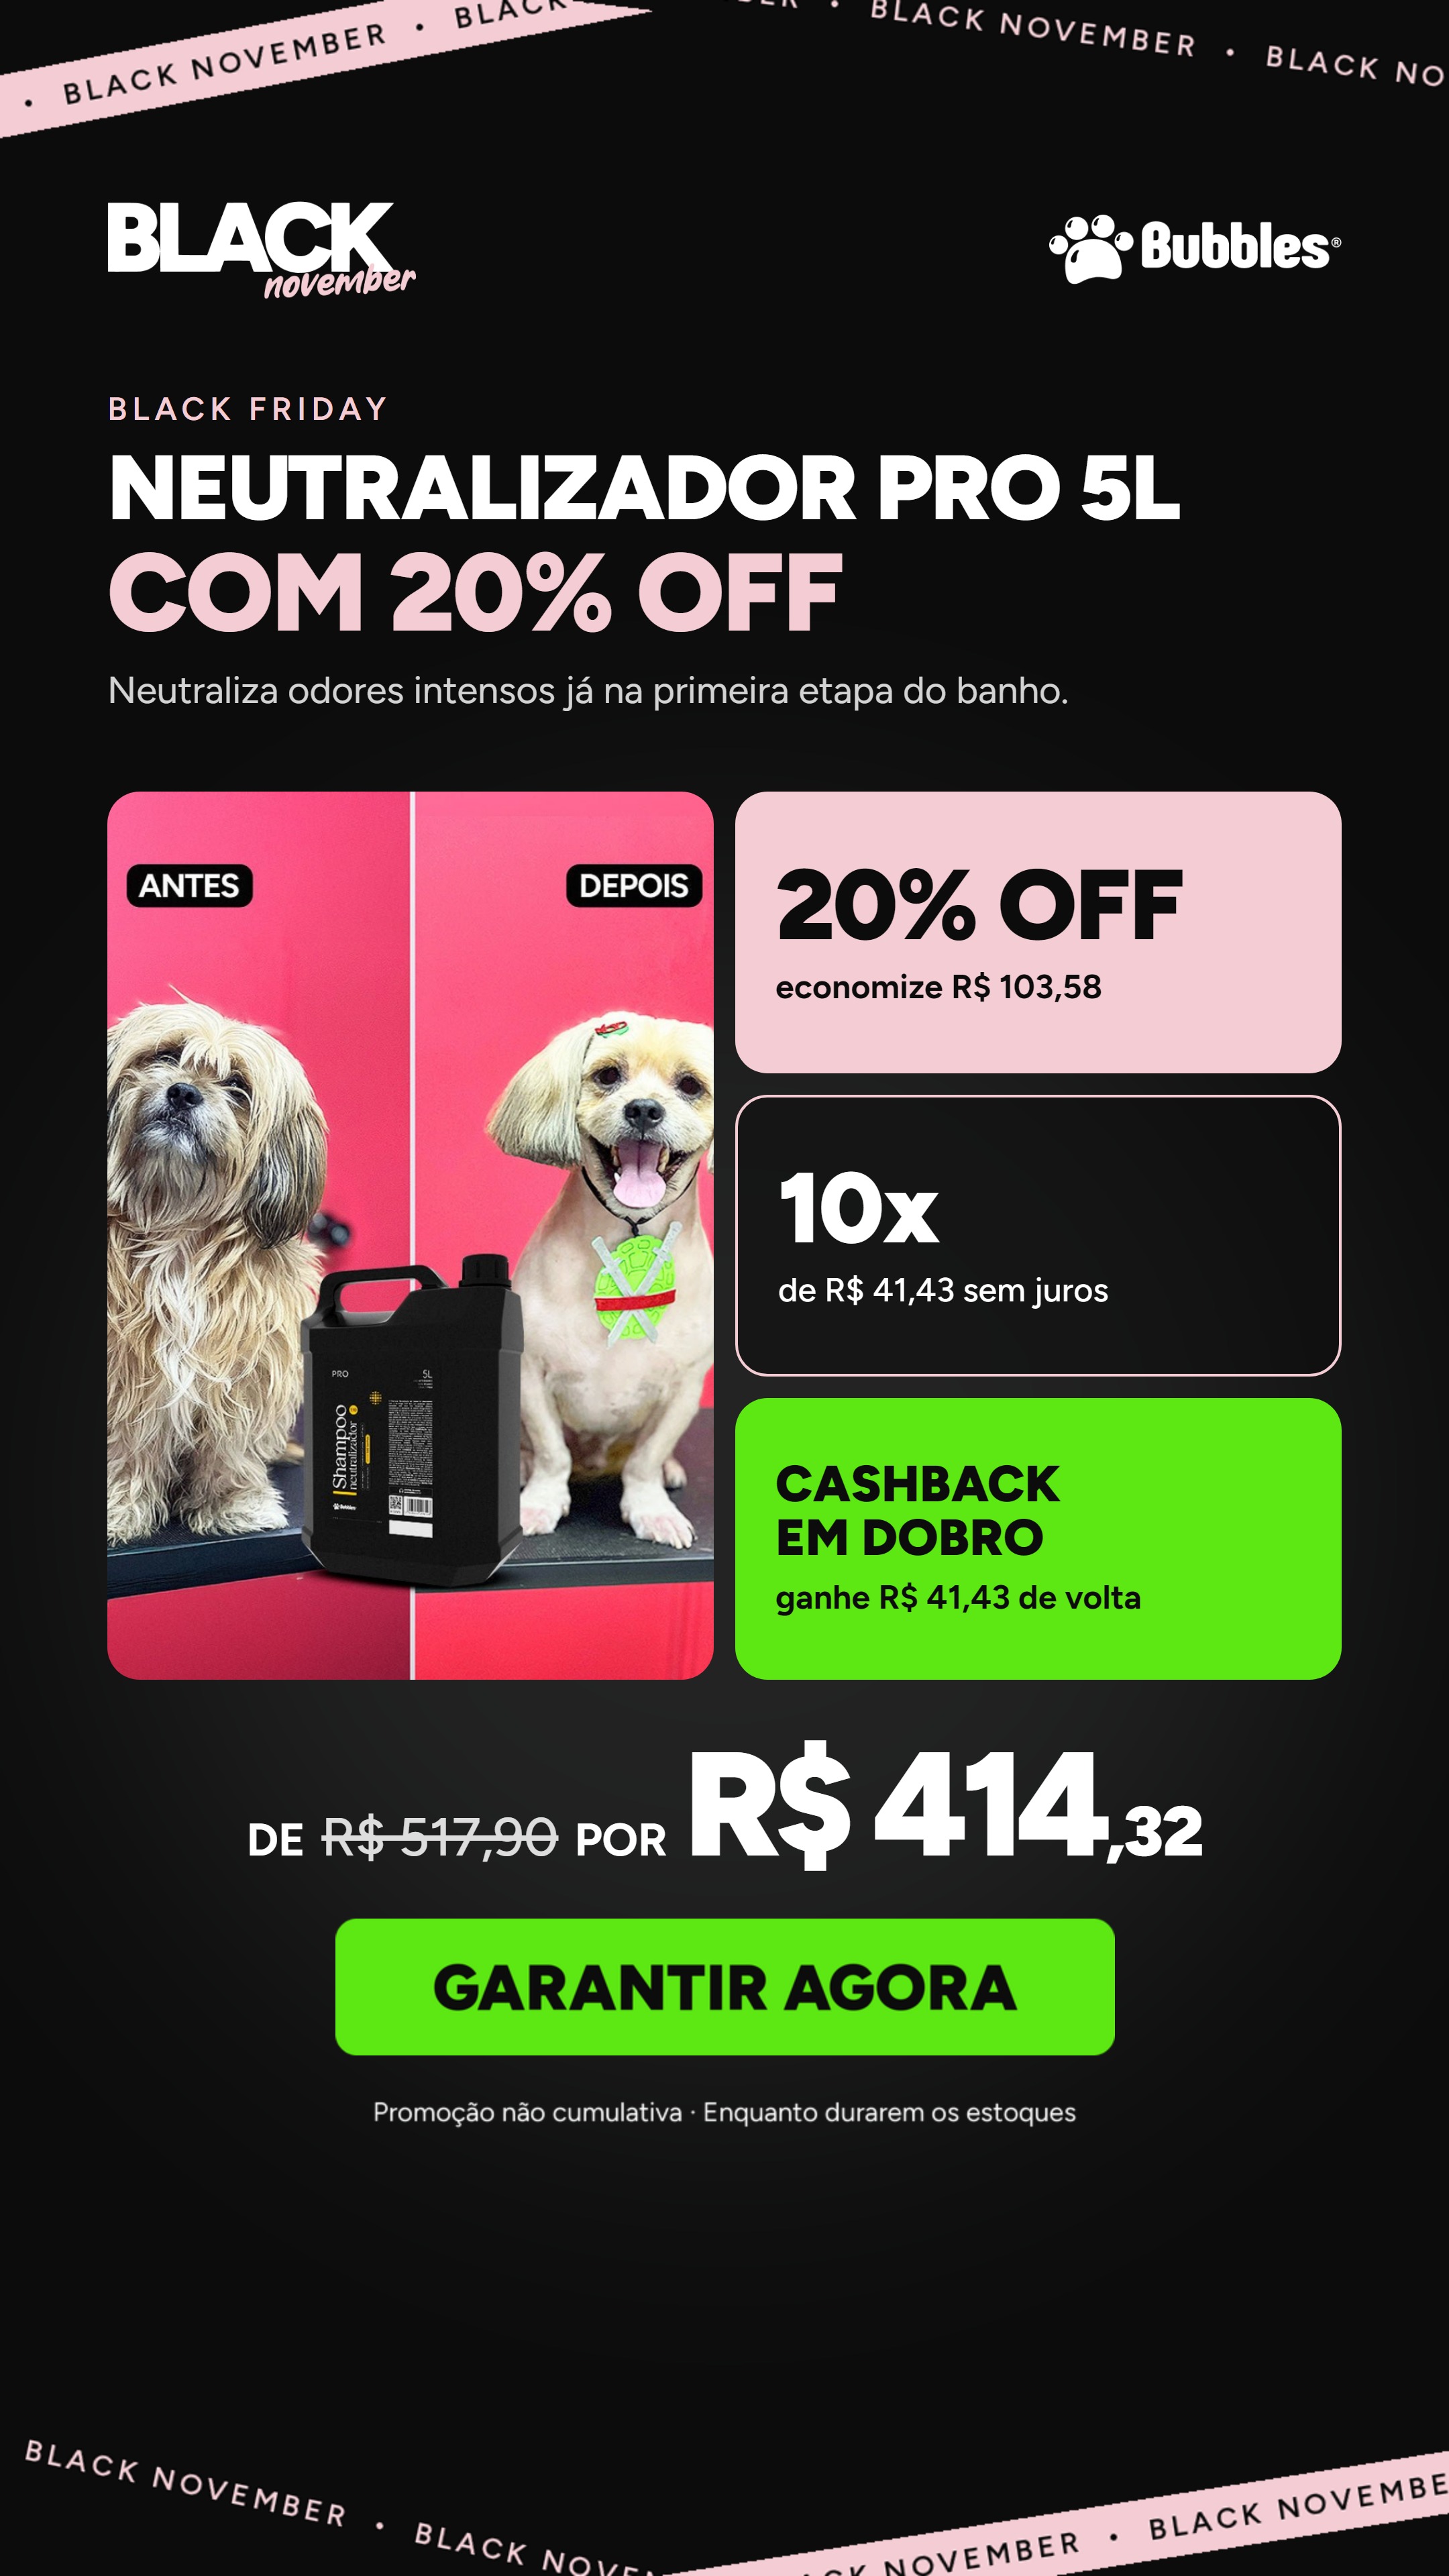 • BLACK NOVEMBER • BLACK
• BLACK NOVEMBER • BLACK NO
BLACK
november
Bubbles®
BLACK FRIDAY
NEUTRALIZADOR PRO 5L
COM 20% OFF
Neutraliza odores intensos já na primeira etapa do banho.
ANTES
DEPOIS
PRO
5L
Shampoo
neutralizador
Bubbles
20% OFF
economize R$ 103,58
10x
de R$ 41,43 sem juros
CASHBACK
EM DOBRO
ganhe R$ 41,43 de volta
DE R$ 517,90 POR R$ 414,32
GARANTIR AGORA
Promoção não cumulativa · Enquanto durarem os estoques
BLACK NOVEMBER • BLACK NOVEM
CK NOVEMBER • BLACK NOVEMBE